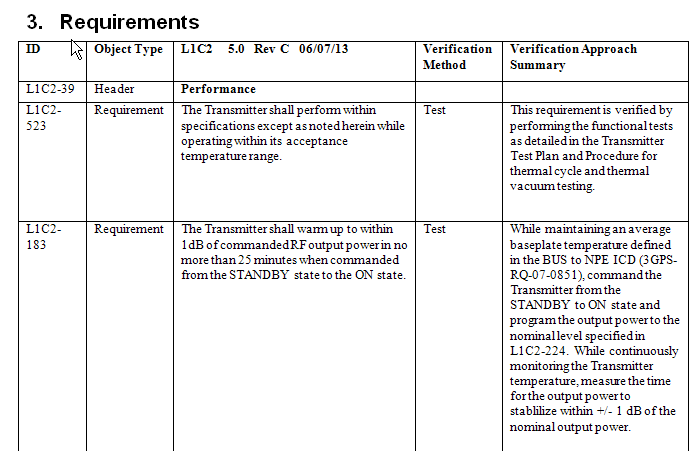 3. Requirements
ID Object Type L1C2 5.0 Rev C 06/07/13 Verification Method Verification Approach Summary
L1C2-39 Header Performance
L1C2-523 Requirement The Transmitter shall perform within
specifications except as noted herein while
operating within its acceptance
temperature range.
Test
This requirement is verified by
performing the functional tests
as detailed in the Transmitter
Test Plan and Procedure for
thermal cycle and thermal
vacuum testing.
L1C2-183 Requirement The Transmitter shall warm up to within
1dB of commanded RF output power in no
more than 25 minutes when commanded
from the STANDBY state to the ON state.
Test
While maintaining an average
baseplate temperature defined
in the BUS to NPE ICD (3GPS-
RQ-07-0851), command the
Transmitter from the
STANDBY to ON state and
program the output power to the
nominal level specified in
L1C2-224. While continuously
monitoring the Transmitter
temperature, measure the time
for the output power to
stablilize within +/- 1 dB of the
nominal output power.